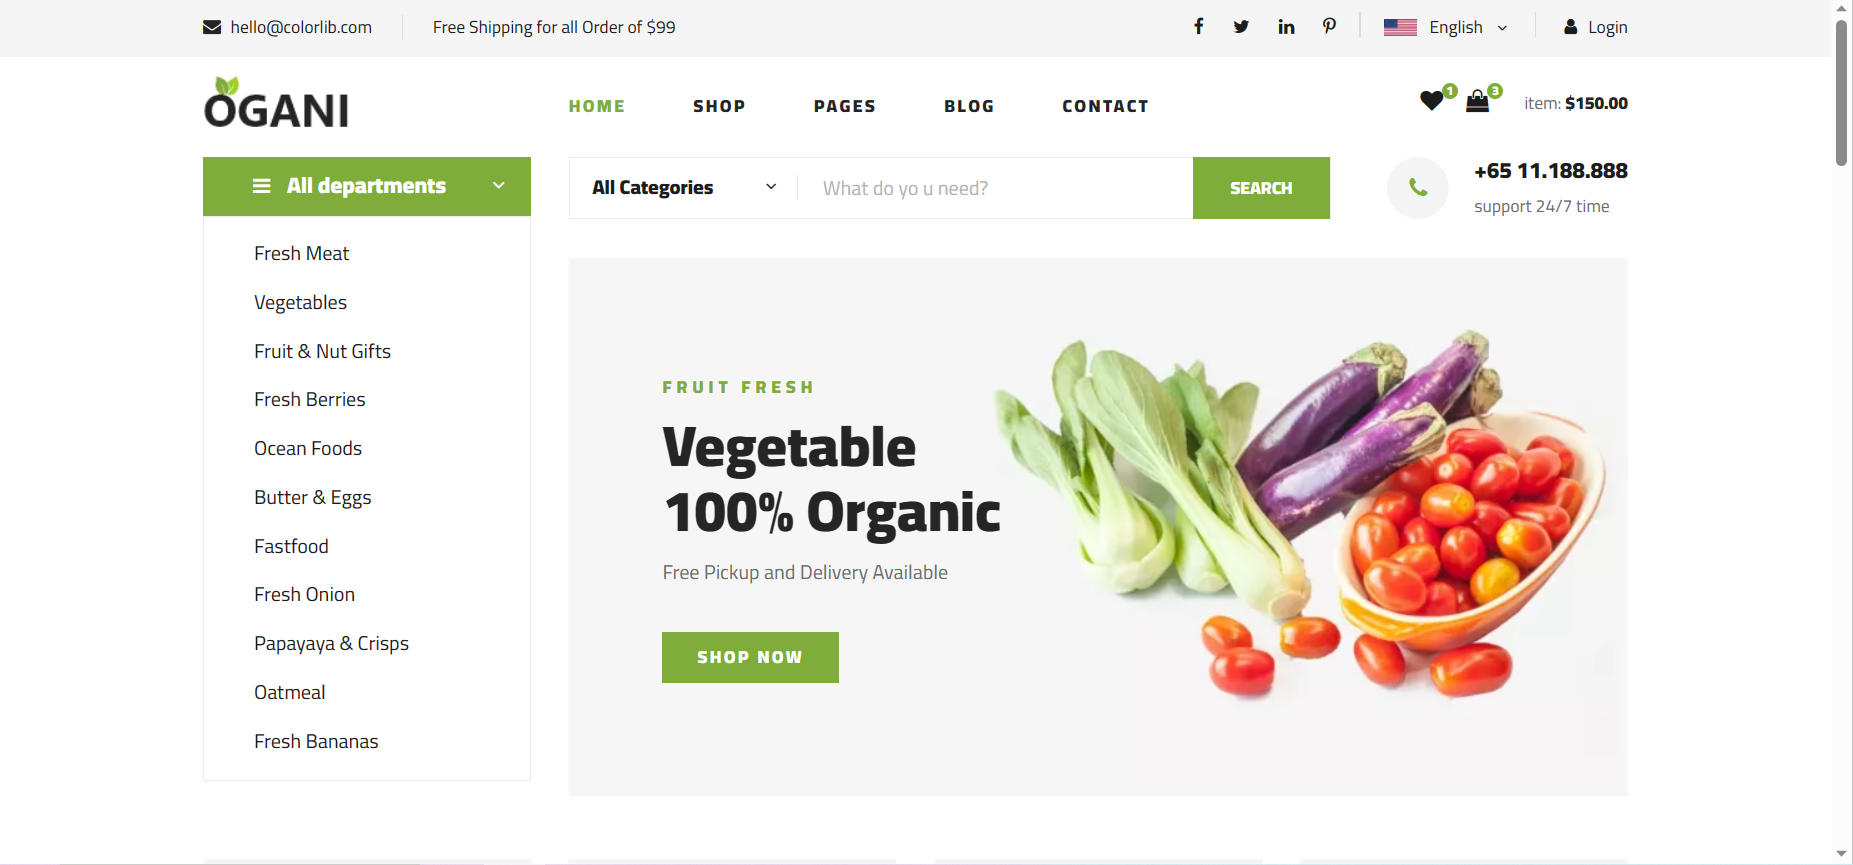 hello@colorlib.com
Free Shipping for all Order of $99
English
Login
OGANI
HOME
SHOP
PAGES
BLOG
CONTACT
1
3
item: $150.00
All departments
All Categories
What do yo u need?
SEARCH
+65 11.188.888
support 24/7 time
Fresh Meat
Vegetables
Fruit & Nut Gifts
Fresh Berries
Ocean Foods
Butter & Eggs
Fastfood
Fresh Onion
Papayaya & Crisps
Oatmeal
Fresh Bananas
FRUIT FRESH
Vegetable
100% Organic
Free Pickup and Delivery Available
SHOP NOW